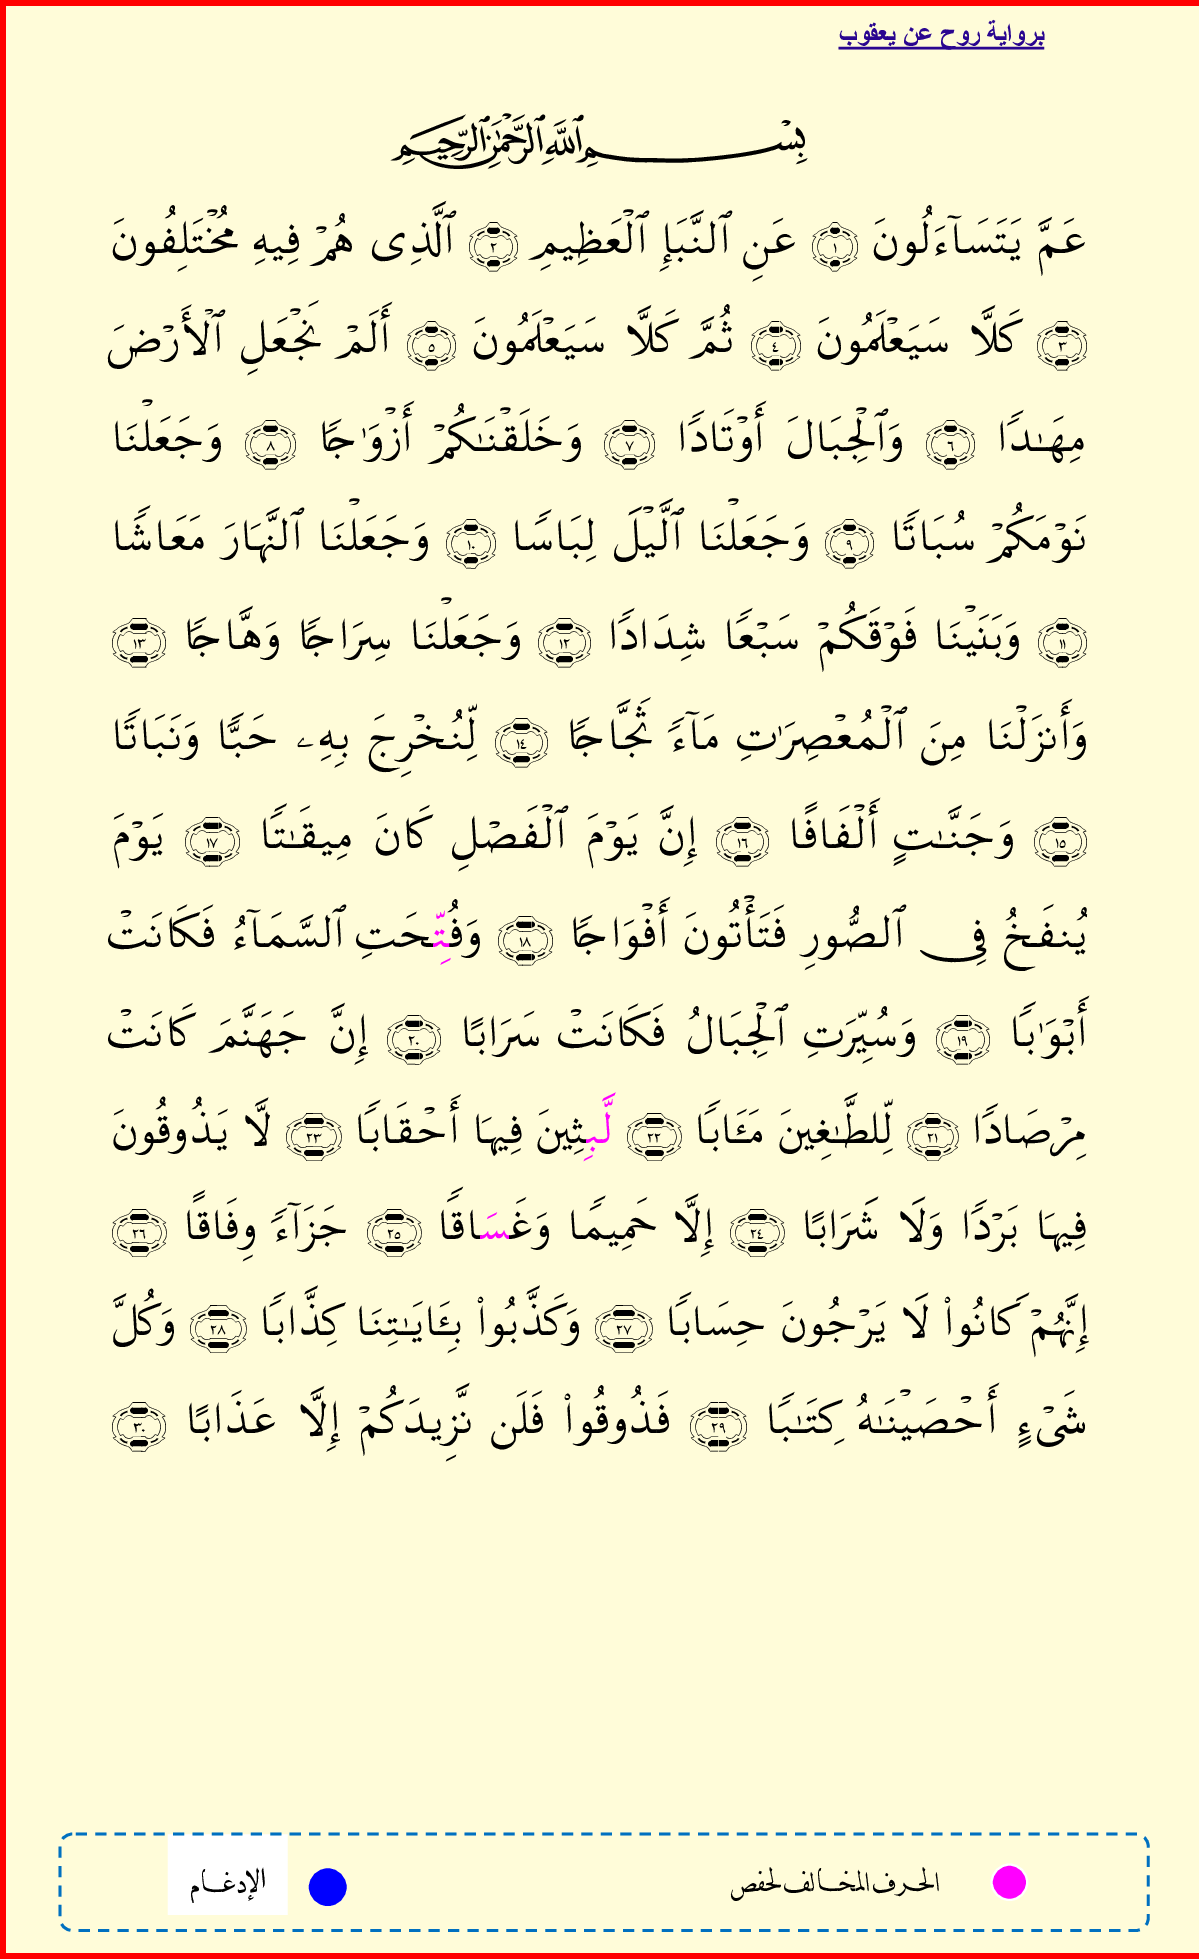 برواية روح عن يعقوب
بِسْمِ ٱللَّهِ ٱلرَّحْمَٰنِ ٱلرَّحِيمِ
عَمَّ يَتَسَآءَلُونَ ١ عَنِ ٱلنَّبَإِ ٱلْعَظِيمِ ٢ ٱلَّذِى هُمْ فِيهِ مُخْتَلِفُونَ
٣ كَلَّا سَيَعْلَمُونَ ٤ ثُمَّ كَلَّا سَيَعْلَمُونَ ٥ أَلَمْ نَجْعَلِ ٱلْأَرْضَ
مِهَـٰدًا ٦ وَٱلْجِبَالَ أَوْتَادًا ٧ وَخَلَقْنَـٰكُمْ أَزْوَٰجًا ٨ وَجَعَلْنَا
نَوْمَكُمْ سُبَاتًا ٩ وَجَعَلْنَا ٱلَّيْلَ لِبَاسًا ١٠ وَجَعَلْنَا ٱلنَّهَارَ مَعَاشًا
١١ وَبَنَيْنَا فَوْقَكُمْ سَبْعًا شِدَادًا ١٢ وَجَعَلْنَا سِرَاجًا وَهَّاجًا ١٣
وَأَنزَلْنَا مِنَ ٱلْمُعْصِرَٰتِ مَآءً ثَجَّاجًا ١٤ لِّنُخْرِجَ بِهِۦ حَبًّا وَنَبَاتًا
١٥ وَجَنَّـٰتٍ أَلْفَافًا ١٦ إِنَّ يَوْمَ ٱلْفَصْلِ كَانَ مِيقَـٰتًا ١٧ يَوْمَ
يُنفَخُ فِى ٱلصُّورِ فَتَأْتُونَ أَفْوَاجًا ١٨ وَفُتِّحَتِ ٱلسَّمَآءُ فَكَانَتْ
أَبْوَٰبًا ١٩ وَسُيِّرَتِ ٱلْجِبَالُ فَكَانَتْ سَرَابًا ٢٠ إِنَّ جَهَنَّمَ كَانَتْ
مِرْصَادًا ٢١ لِّلطَّـٰغِينَ مَـَٔابًا ٢٢ لَّبِثِينَ فِيهَا أَحْقَابًا ٢٣ لَّا يَذُوقُونَ
فِيهَا بَرْدًا وَلَا شَرَابًا ٢٤ إِلَّا حَمِيمًا وَغَسَاقًا ٢٥ جَزَآءً وِفَاقًا ٢٦
إِنَّهُمْ كَانُوا۟ لَا يَرْجُونَ حِسَابًا ٢٧ وَكَذَّبُوا۟ بِـَٔايَـٰتِنَا كِذَّابًا ٢٨ وَكُلَّ
شَىْءٍ أَحْصَيْنَـٰهُ كِتَـٰبًا ٢٩ فَذُوقُوا۟ فَلَن نَّزِيدَكُمْ إِلَّا عَذَابًا ٣٠
الحرف المخالف لحفص
الإدغام